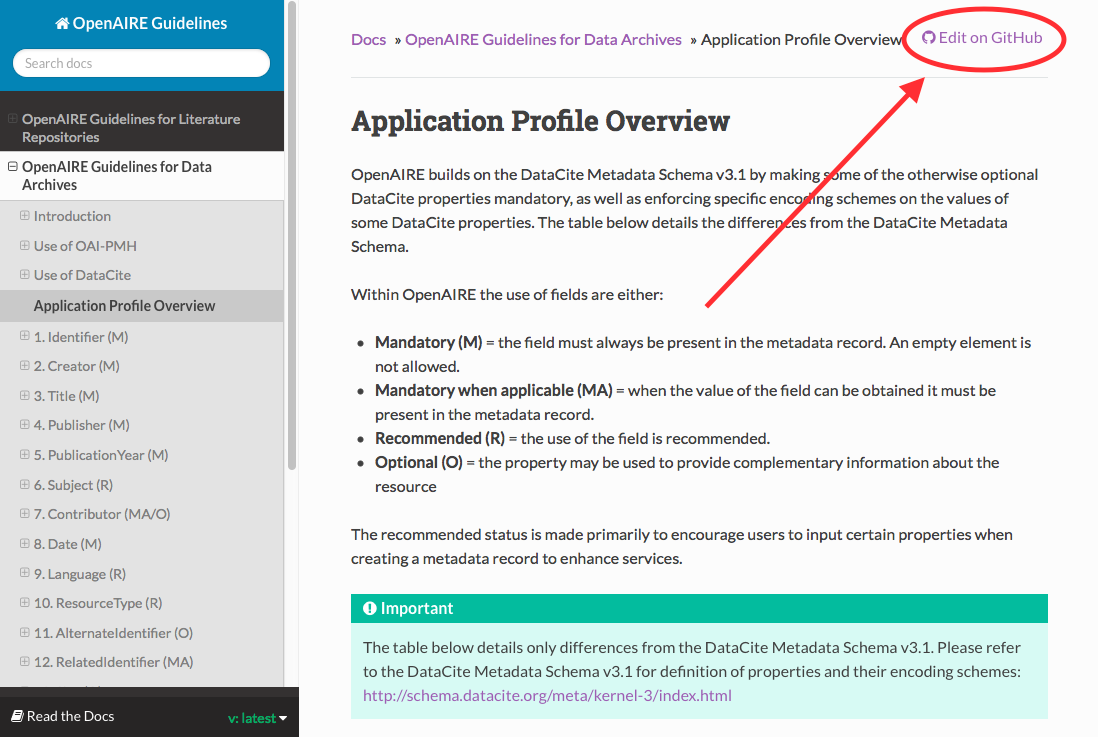 OpenAIRE Guidelines
Search docs
OpenAIRE Guidelines for Literature
Repositories
OpenAIRE Guidelines for Data
Archives
Introduction
Use of OAI-PMH
Use of DataCite
Application Profile Overview
1. Identifier (M)
2. Creator (M)
3. Title (M)
4. Publisher (M)
5. PublicationYear (M)
6. Subject (R)
7. Contributor (MA/O)
8. Date (M)
9. Language (R)
10. ResourceType (R)
11. AlternateIdentifier (O)
12. RelatedIdentifier (MA)
Read the Docs
v: latest
Docs » OpenAIRE Guidelines for Data Archives » Application Profile Overview
Edit on GitHub
Application Profile Overview
OpenAIRE builds on the DataCite Metadata Schema v3.1 by making some of the otherwise optional
DataCite properties mandatory, as well as enforcing specific encoding schemes on the values of
some DataCite properties. The table below details the differences from the DataCite Metadata
Schema.
Within OpenAIRE the use of fields are either:
• Mandatory (M) = the field must always be present in the metadata record. An empty element is
not allowed.
• Mandatory when applicable (MA) = when the value of the field can be obtained it must be
present in the metadata record.
• Recommended (R) = the use of the field is recommended.
• Optional (O) = the property may be used to provide complementary information about the
resource
The recommended status is made primarily to encourage users to input certain properties when
creating a metadata record to enhance services.
Important
The table below details only differences from the DataCite Metadata Schema v3.1. Please refer
to the DataCite Metadata Schema v3.1 for definition of properties and their encoding schemes:
http://schema.datacite.org/meta/kernel-3/index.html